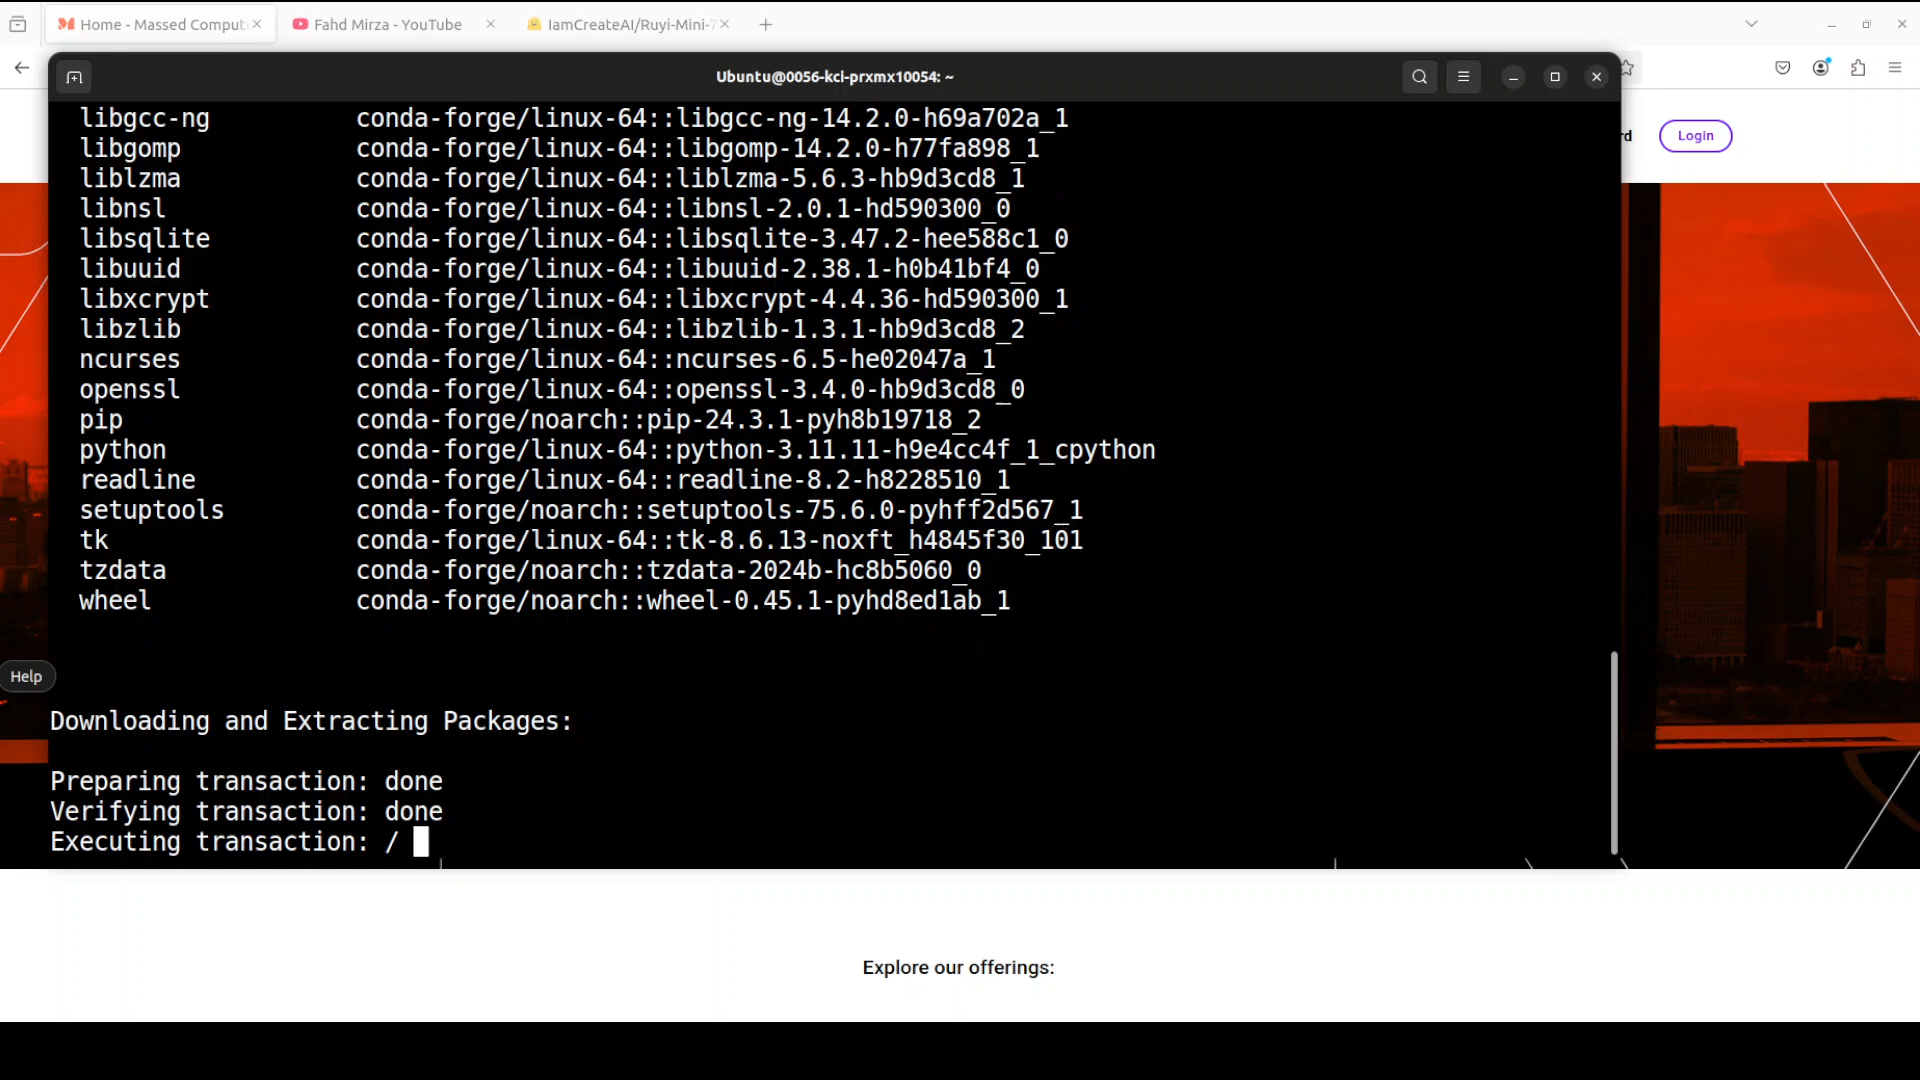 Home - Massed Comput
Fahd Mirza - YouTube
IamCreateAI/Ruyi-Mini-7
Ubuntu@0056-kci-prxmx10054: ~
rd
Login
libgcc-ng conda-forge/linux-64::libgcc-ng-14.2.0-h69a702a_1
libgomp conda-forge/linux-64::libgomp-14.2.0-h77fa898_1
liblzma conda-forge/linux-64::liblzma-5.6.3-hb9d3cd8_1
libnsl conda-forge/linux-64::libnsl-2.0.1-hd590300_0
libsqlite conda-forge/linux-64::libsqlite-3.47.2-hee588c1_0
libuuid conda-forge/linux-64::libuuid-2.38.1-h0b41bf4_0
libxcrypt conda-forge/linux-64::libxcrypt-4.4.36-hd590300_1
libzlib conda-forge/linux-64::libzlib-1.3.1-hb9d3cd8_2
ncurses conda-forge/linux-64::ncurses-6.5-he02047a_1
openssl conda-forge/linux-64::openssl-3.4.0-hb9d3cd8_0
pip conda-forge/noarch::pip-24.3.1-pyh8b19718_2
python conda-forge/linux-64::python-3.11.11-h9e4cc4f_1_cpython
readline conda-forge/linux-64::readline-8.2-h8228510_1
setuptools conda-forge/noarch::setuptools-75.6.0-pyhff2d567_1
tk conda-forge/linux-64::tk-8.6.13-noxft_h4845f30_101
tzdata conda-forge/noarch::tzdata-2024b-hc8b5060_0
wheel conda-forge/noarch::wheel-0.45.1-pyhd8ed1ab_1
Help
Downloading and Extracting Packages:
Preparing transaction: done
Verifying transaction: done
Executing transaction: /
Explore our offerings: